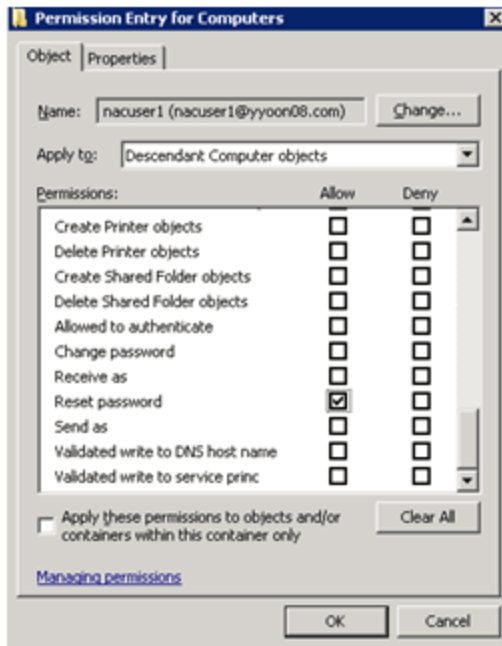 Permission Entry for Computers
Object
Properties
Name: nacuser1 (nacuser1@yyoon08.com) Change...
Apply to: Descendant Computer objects
Permissions: Allow Deny
Create Printer objects
Delete Printer objects
Create Shared Folder objects
Delete Shared Folder objects
Allowed to authenticate
Change password
Receive as
Reset password
Send as
Validated write to DNS host name
Validated write to service princ
Apply these permissions to objects and/or
containers within this container only
Clear All
Managing permissions
OK Cancel